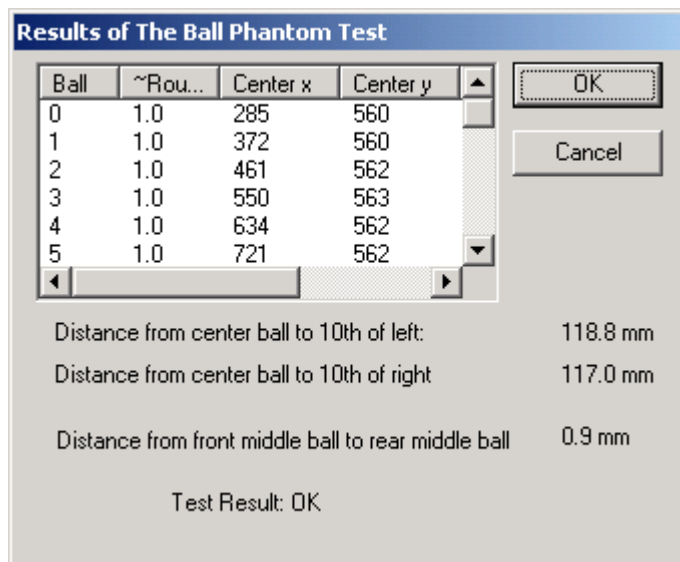 Results of The Ball Phantom Test
Ball ~Rou... Center x Center y
0 1.0 285 560
1 1.0 372 560
2 1.0 461 562
3 1.0 550 563
4 1.0 634 562
5 1.0 721 562
OK
Cancel
Distance from center ball to 10th of left: 118.8 mm
Distance from center ball to 10th of right 117.0 mm
Distance from front middle ball to rear middle ball 0.9 mm
Test Result: OK